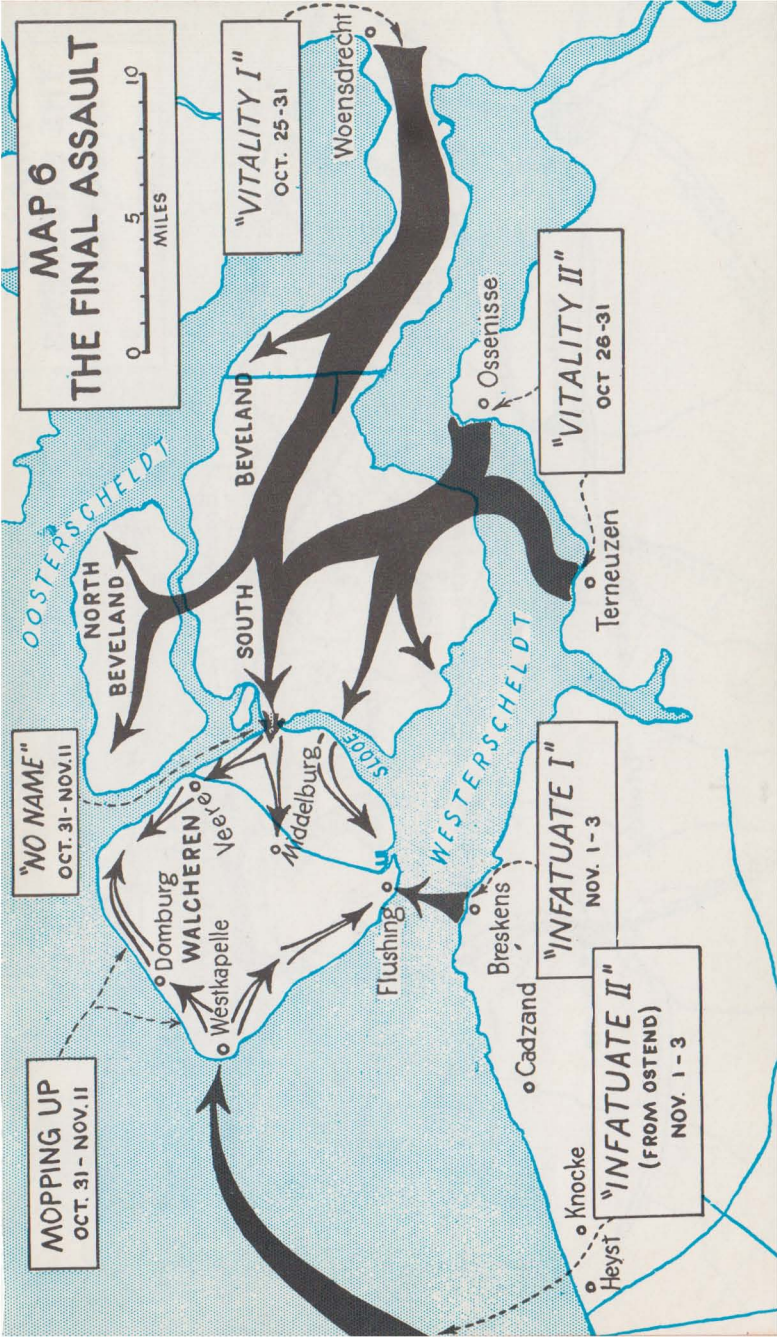 MAP 6
THE FINAL ASSAULT
0 5 10
MILES
"VITALITY I"
OCT. 25-31
Woensdrecht
"NO NAME"
OCT. 31 - NOV. 11
MOPPING UP
OCT. 31 - NOV. 11
OOSTERSCHELDT
NORTH
BEVELAND
SOUTH BEVELAND
Domburg
WALCHEREN
Veere
Westkapelle
Middelburg
SLOOE
Flushing
WESTERSCHELDT
Ossenisse
"VITALITY II"
OCT 26-31
Terneuzen
Breskens
"INFATUATE I"
NOV. 1 - 3
Cadzand
"INFATUATE II"
(FROM OSTEND)
NOV. 1 - 3
Knocke
Heyst